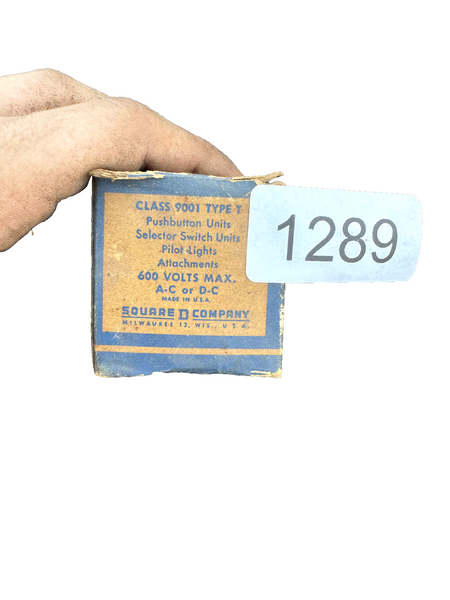 CLASS 9001 TYPE T
Pushbutton Units
Selector Switch Units
Pilot Lights
Attachments
600 VOLTS MAX.
A-C or D-C
MADE IN U.S.A.
SQUARE D COMPANY
MILWAUKEE 12, WIS., U.S.A.
1289